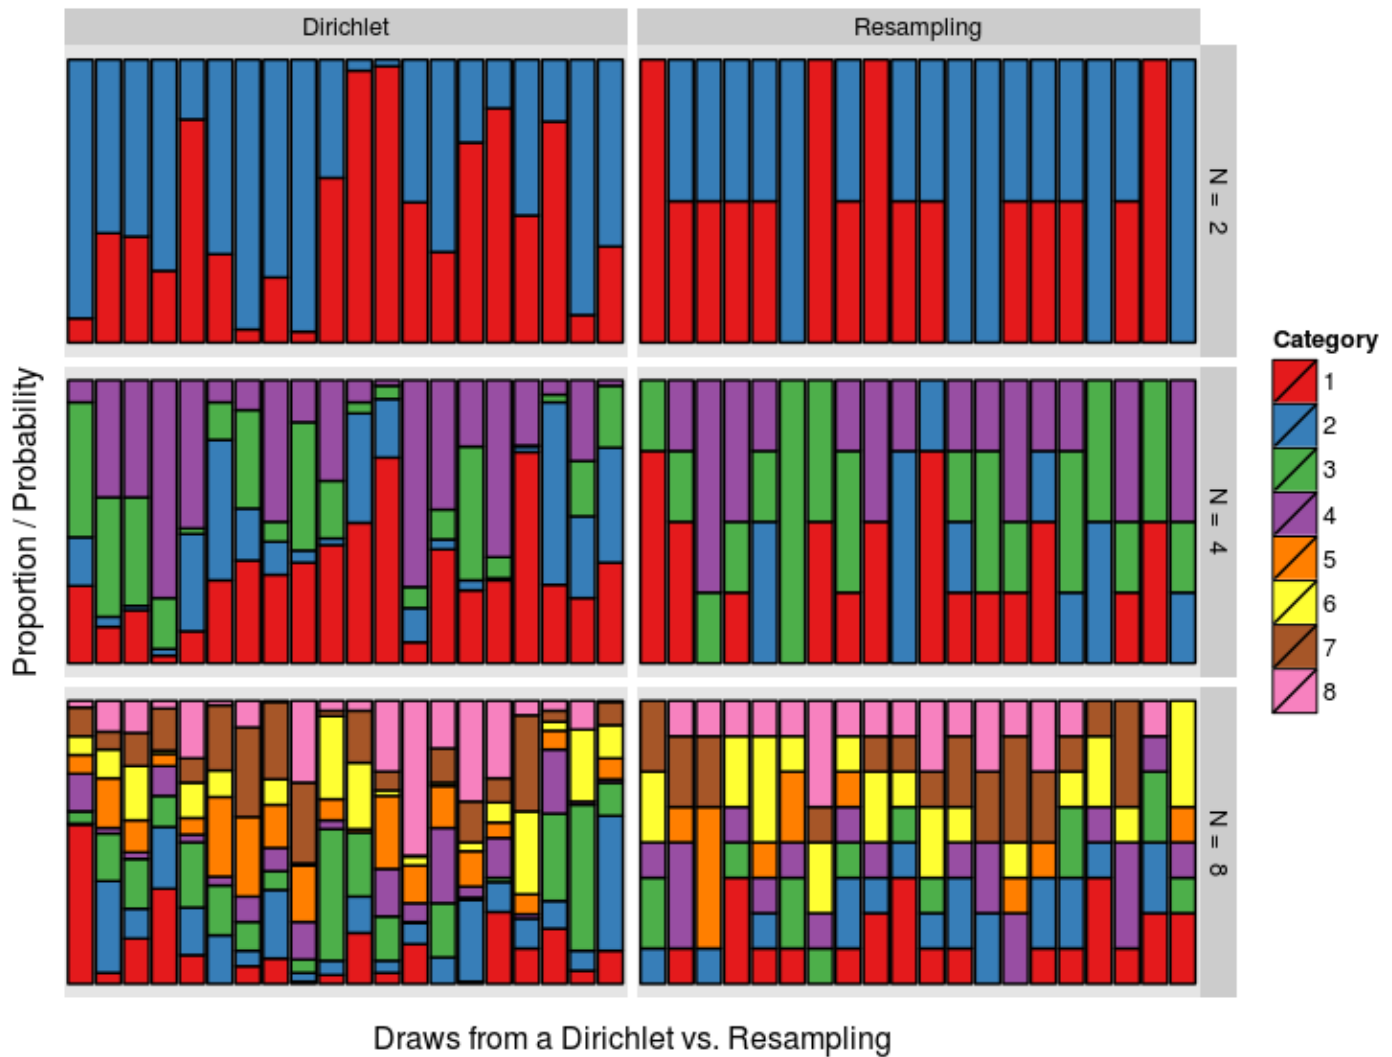 Dirichlet
Resampling
N = 2
N = 4
N = 8
Proportion / Probability
Draws from a Dirichlet vs. Resampling
Category
1
2
3
4
5
6
7
8